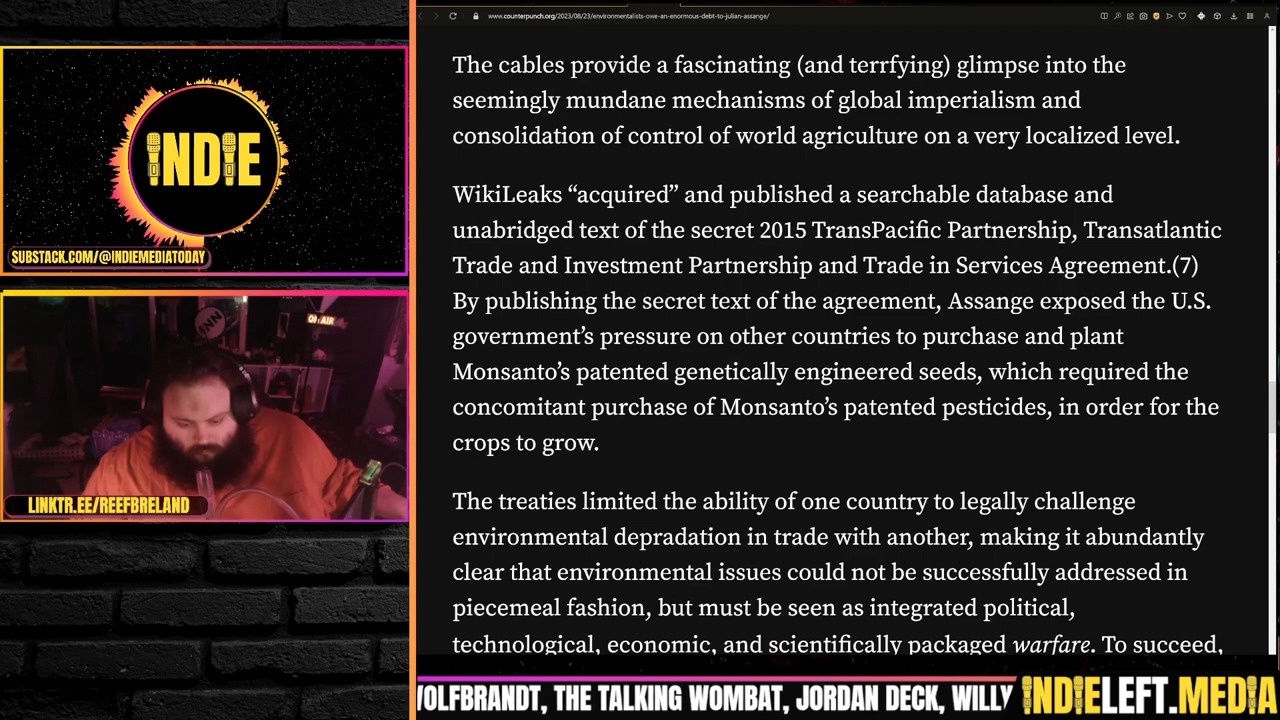 www.counterpunch.org/2023/08/23/environmentalists-owe-an-enormous-debt-to-julian-assange/
INDIE
SUBSTACK.COM/@INDIEMEDIATODAY
INN
ON AIR
LINKTR.EE/REEFBRELAND
The cables provide a fascinating (and terrfying) glimpse into the
seemingly mundane mechanisms of global imperialism and
consolidation of control of world agriculture on a very localized level.
WikiLeaks “acquired” and published a searchable database and
unabridged text of the secret 2015 TransPacific Partnership, Transatlantic
Trade and Investment Partnership and Trade in Services Agreement.(7)
By publishing the secret text of the agreement, Assange exposed the U.S.
government’s pressure on other countries to purchase and plant
Monsanto’s patented genetically engineered seeds, which required the
concomitant purchase of Monsanto’s patented pesticides, in order for the
crops to grow.
The treaties limited the ability of one country to legally challenge
environmental depradation in trade with another, making it abundantly
clear that environmental issues could not be successfully addressed in
piecemeal fashion, but must be seen as integrated political,
technological, economic, and scientifically packaged warfare. To succeed,
OLFBRANDT, THE TALKING WOMBAT, JORDAN DECK, WILLY
INDIELEFT.MEDIA